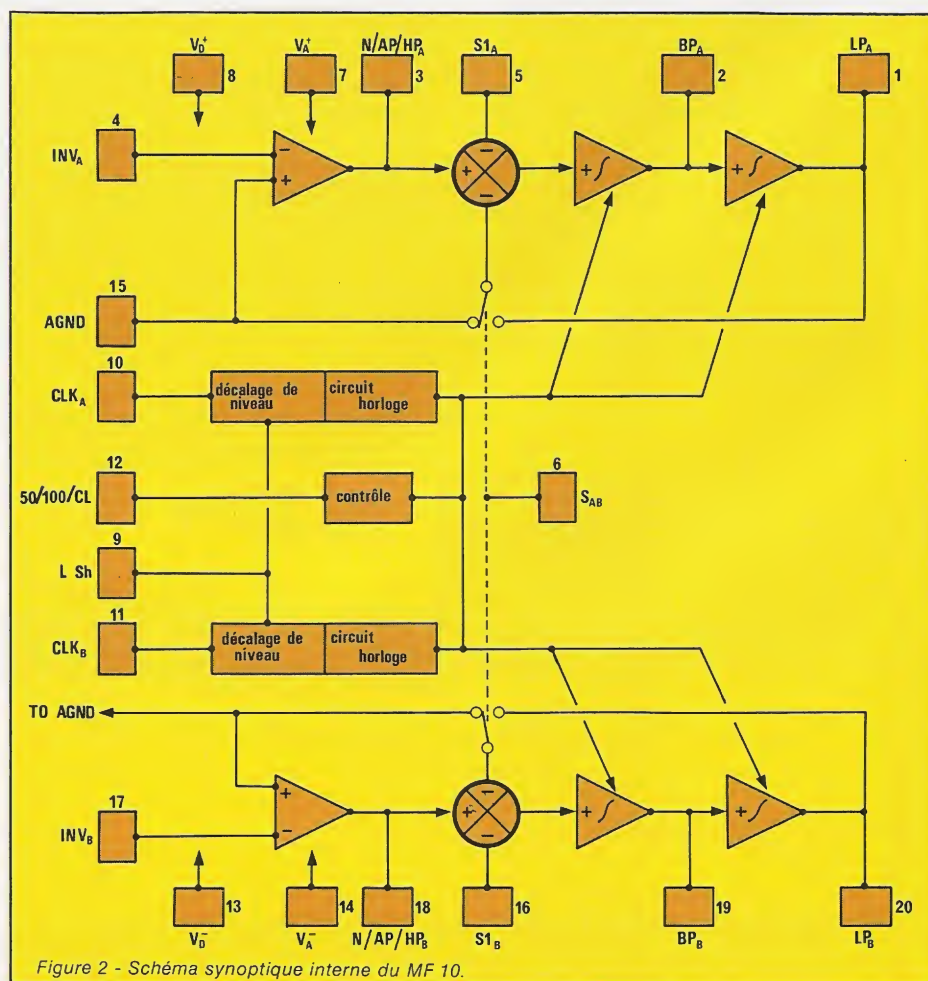 V_D^+ V_A^+ N/AP/HP_A S1_A BP_A LP_A
8 7 3 5 2 1
4
INV_A
- +
+ - -
+∫ +∫
15
AGND
10
CLK_A
décalage de niveau
circuit horloge
12
50/100/CL
contrôle
6
S_AB
9
L Sh
11
CLK_B
décalage de niveau
circuit horloge
TO AGND
+ -
- + -
+∫ +∫
17
INV_B
13 14 18 16 19 20
V_D^- V_A^- N/AP/HP_B S1_B BP_B LP_B
Figure 2 - Schéma synoptique interne du MF 10.